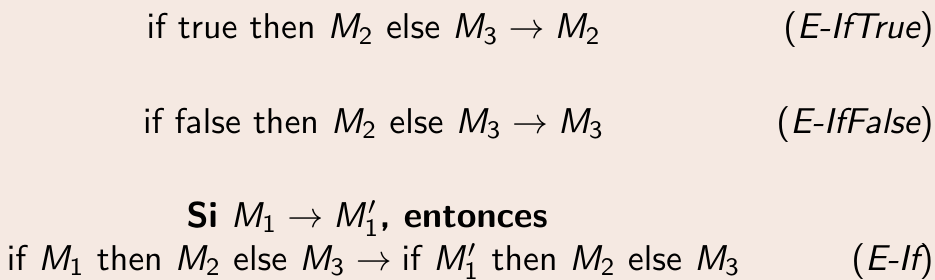 if true then M₂ else M₃ → M₂ (E-IfTrue)
if false then M₂ else M₃ → M₃ (E-IfFalse)
Si M₁ → M₁′, entonces
if M₁ then M₂ else M₃ → if M₁′ then M₂ else M₃ (E-If)